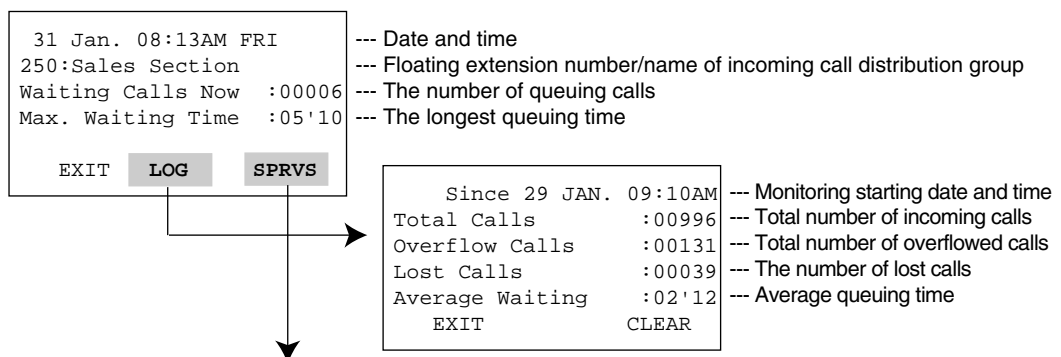 31 Jan. 08:13AM FRI --- Date and time
250:Sales Section --- Floating extension number/name of incoming call distribution group
Waiting Calls Now :00006 --- The number of queuing calls
Max. Waiting Time :05'10 --- The longest queuing time
EXIT LOG SPRVS
Since 29 JAN. 09:10AM --- Monitoring starting date and time
Total Calls :00996 --- Total number of incoming calls
Overflow Calls :00131 --- Total number of overflowed calls
Lost Calls :00039 --- The number of lost calls
Average Waiting :02'12 --- Average queuing time
EXIT CLEAR